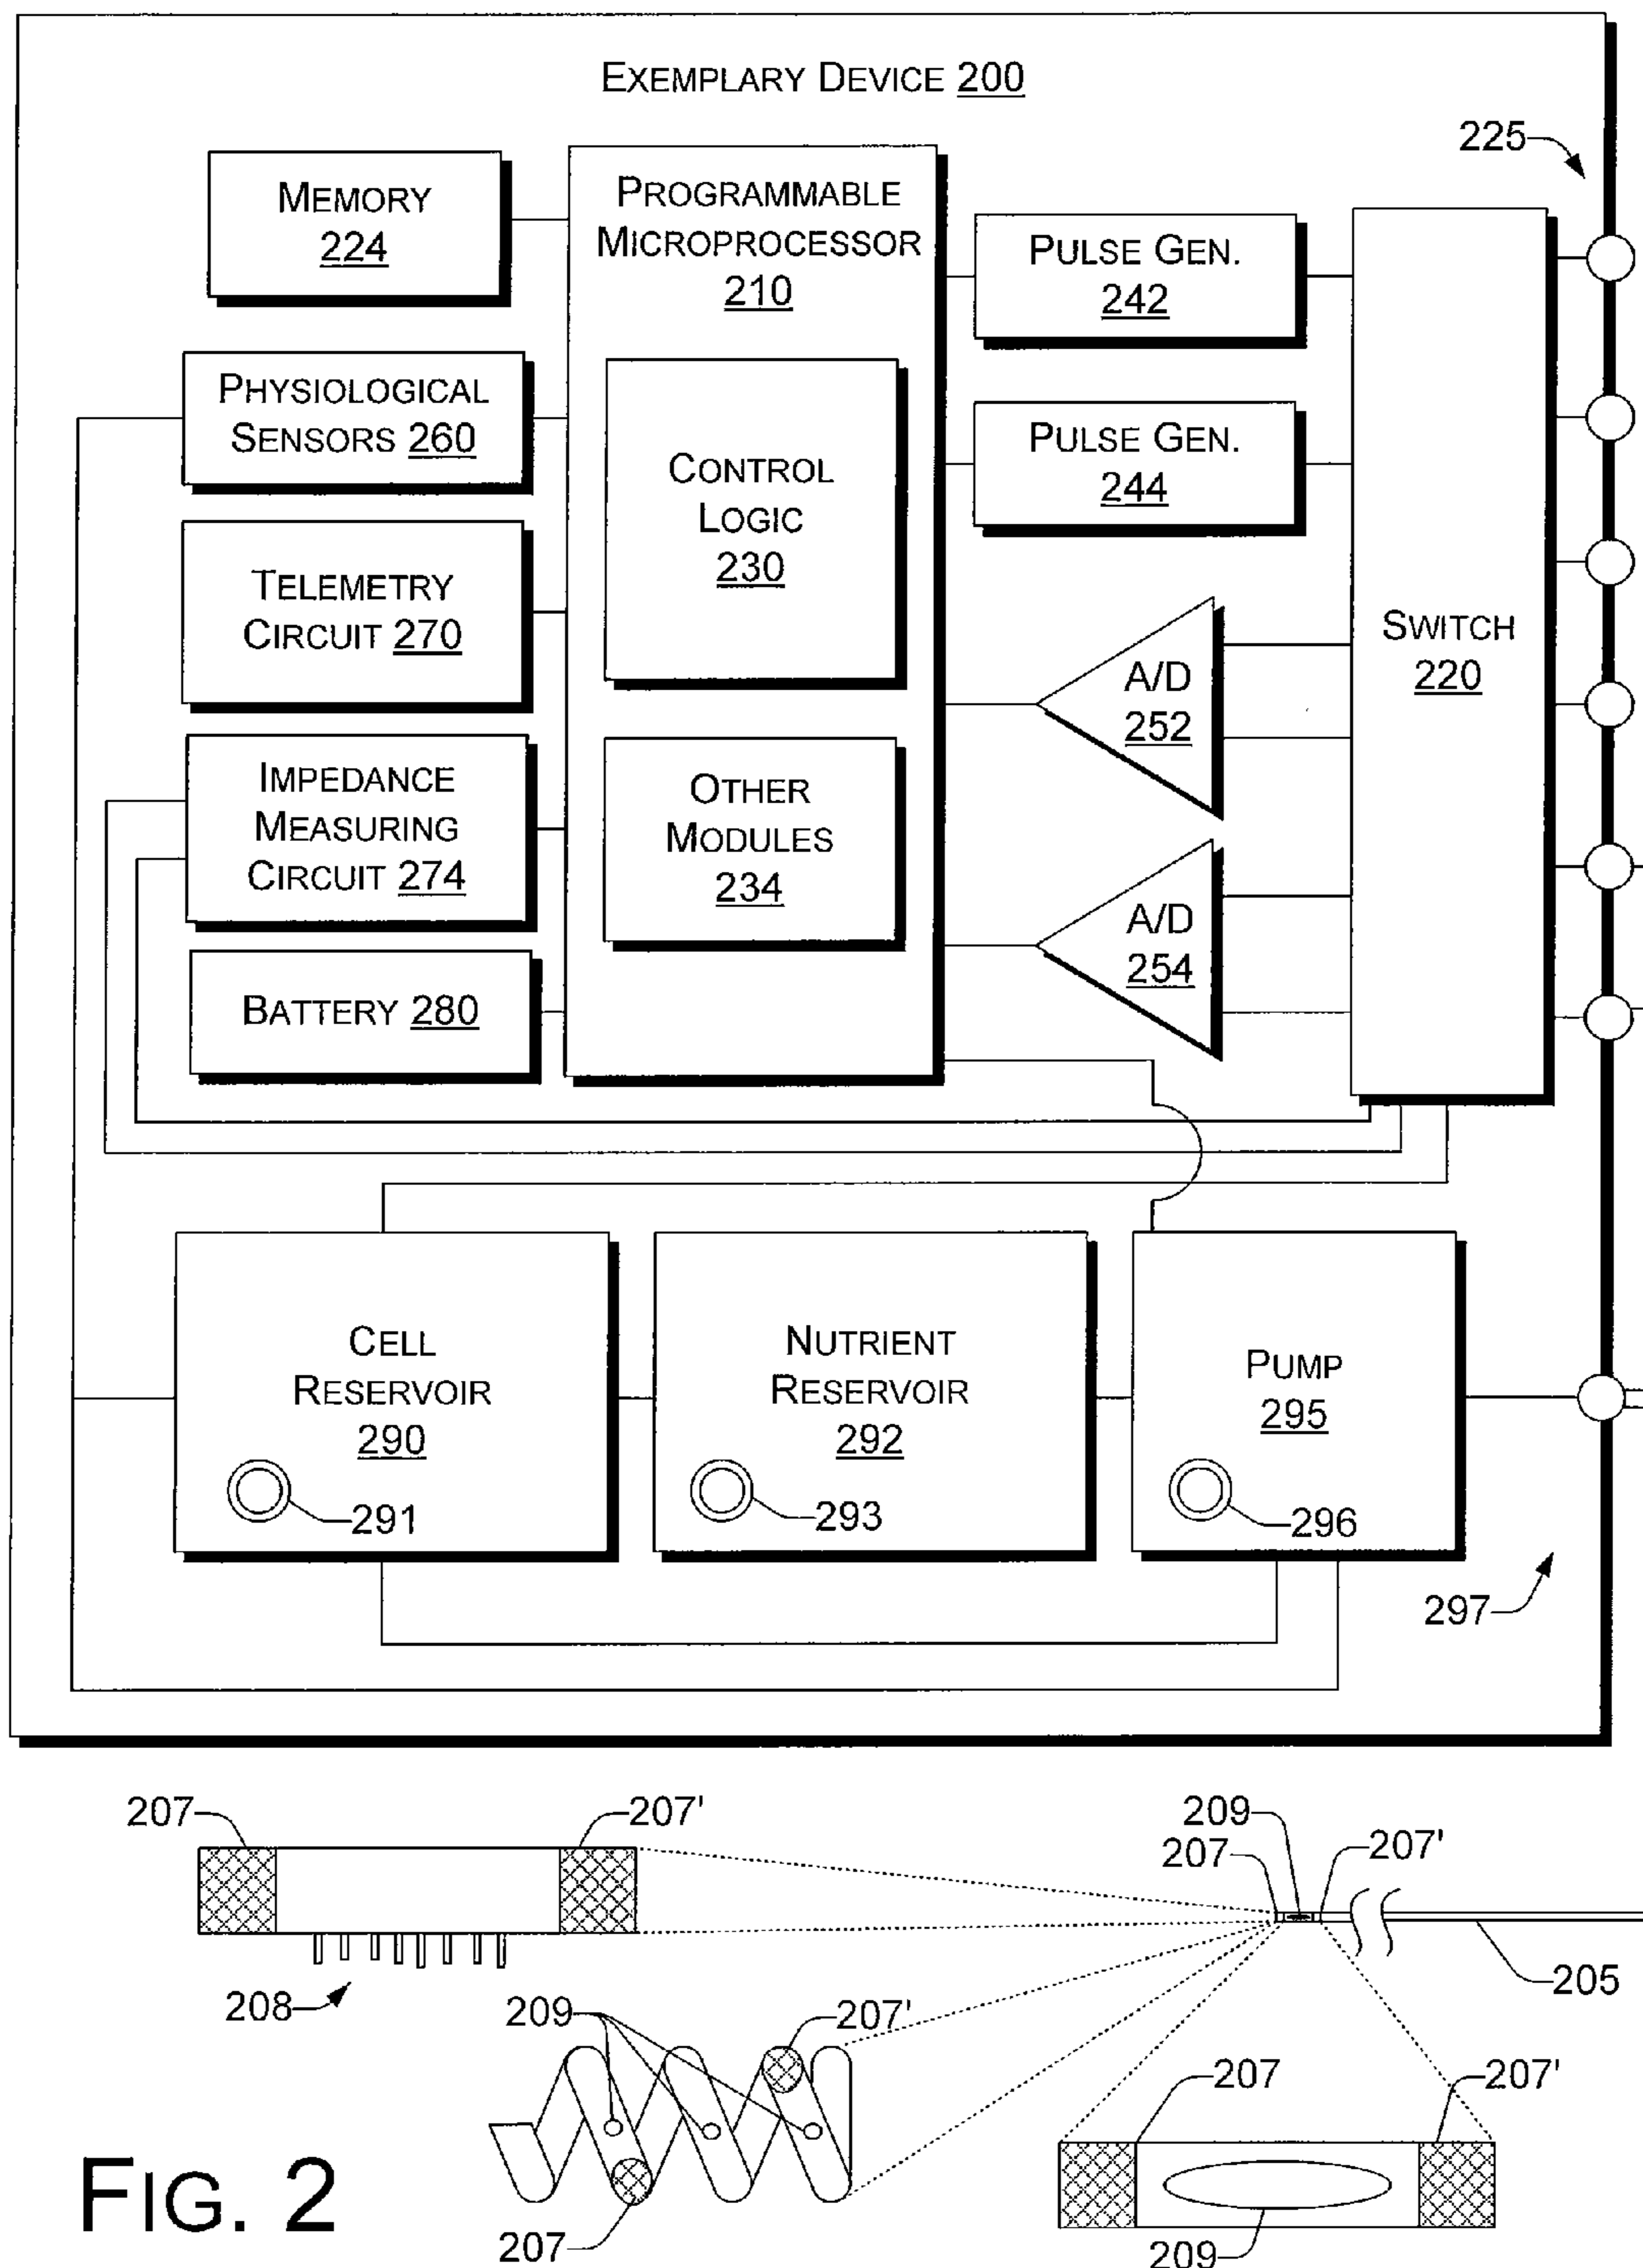 EXEMPLARY DEVICE 200
225
MEMORY
224
PROGRAMMABLE
MICROPROCESSOR
210
PULSE GEN.
242
PHYSIOLOGICAL
SENSORS 260
CONTROL
LOGIC
230
PULSE GEN.
244
TELEMETRY
CIRCUIT 270
SWITCH
220
A/D
252
IMPEDANCE
MEASURING
CIRCUIT 274
OTHER
MODULES
234
A/D
254
BATTERY 280
CELL
RESERVOIR
290
291
NUTRIENT
RESERVOIR
292
293
PUMP
295
296
297
207
207'
208
209
207
207'
205
209
207'
207
207
207'
209
FIG. 2